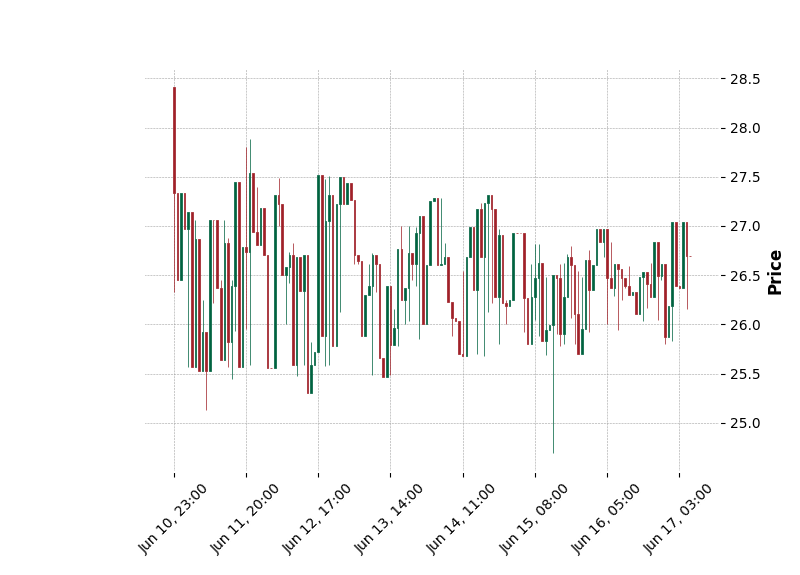 28.5
28.0
27.5
27.0
26.5
26.0
25.5
25.0
Price
Jun 10, 23:00
Jun 11, 20:00
Jun 12, 17:00
Jun 13, 14:00
Jun 14, 11:00
Jun 15, 08:00
Jun 16, 05:00
Jun 17, 03:00